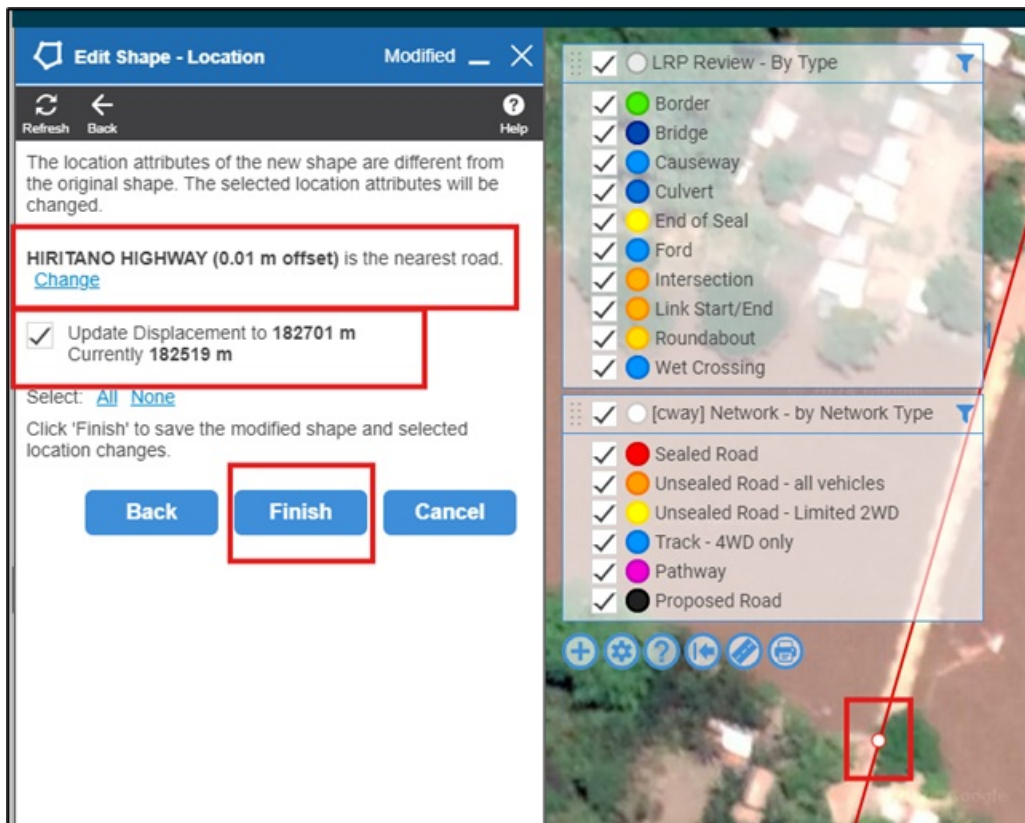 Edit Shape - Location
Modified
Refresh
Back
Help
The location attributes of the new shape are different from
the original shape. The selected location attributes will be
changed.
HIRITANO HIGHWAY (0.01 m offset) is the nearest road.
Change
Update Displacement to 182701 m
Currently 182519 m
Select: All None
Click 'Finish' to save the modified shape and selected
location changes.
Back
Finish
Cancel
LRP Review - By Type
Border
Bridge
Causeway
Culvert
End of Seal
Ford
Intersection
Link Start/End
Roundabout
Wet Crossing
[cway] Network - by Network Type
Sealed Road
Unsealed Road - all vehicles
Unsealed Road - Limited 2WD
Track - 4WD only
Pathway
Proposed Road
Google